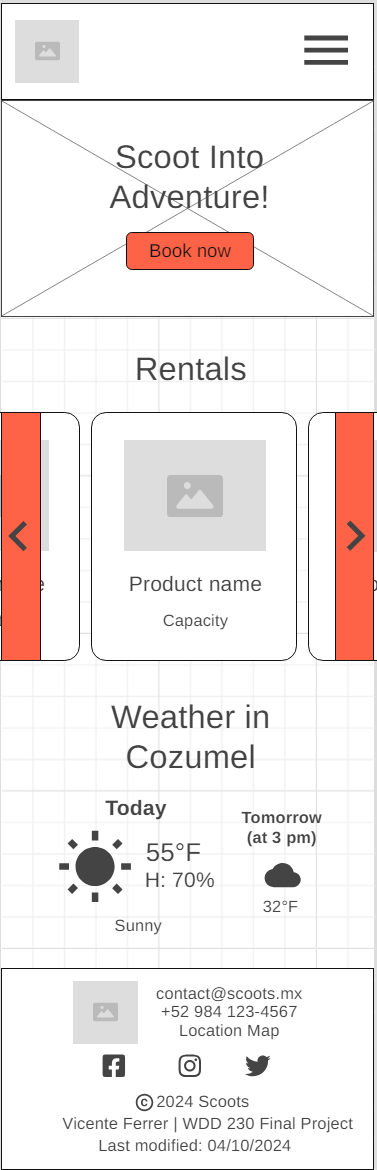 Scoot Into
Adventure!
Book now
Rentals
Product name
Capacity
Weather in
Cozumel
Today
55°F
H: 70%
Sunny
Tomorrow
(at 3 pm)
32°F
contact@scoots.mx
+52 984 123-4567
Location Map
© 2024 Scoots
Vicente Ferrer | WDD 230 Final Project
Last modified: 04/10/2024